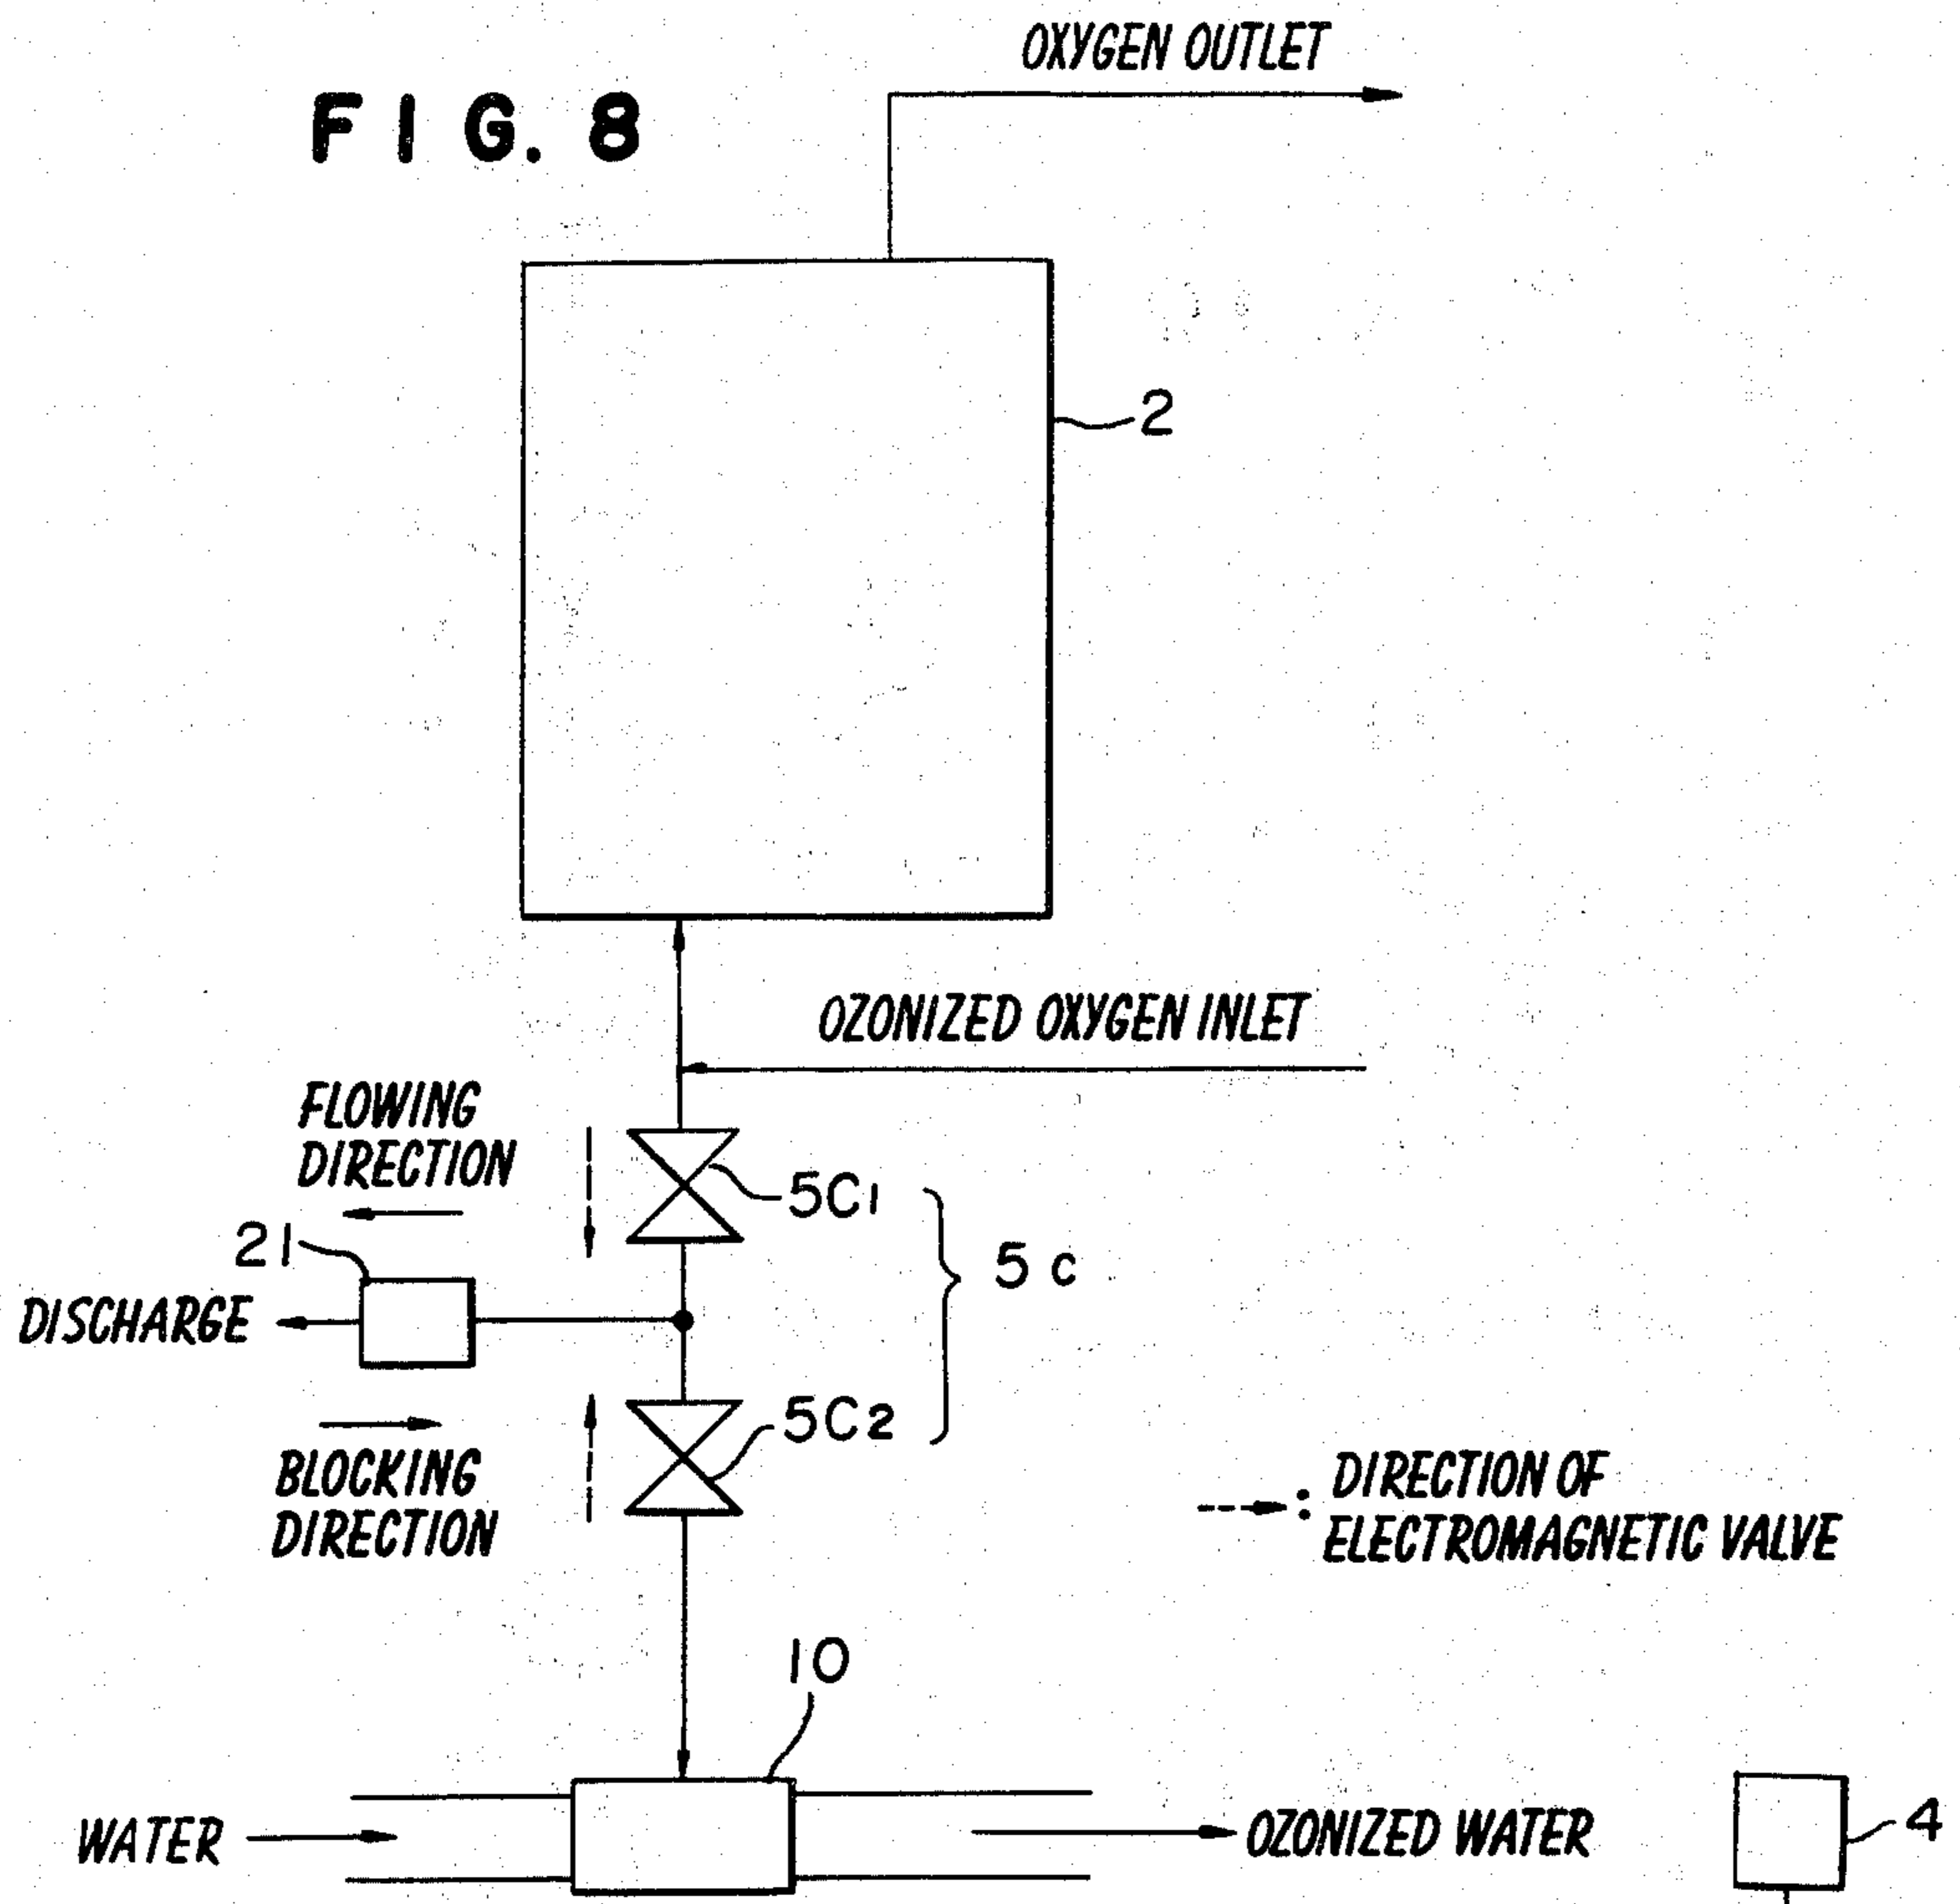 OXYGEN OUTLET
FIG. 8
2
OZONIZED OXYGEN INLET
FLOWING
DIRECTION
5C1
21
5c
DISCHARGE
5C2
BLOCKING
DIRECTION
: DIRECTION OF
ELECTROMAGNETIC VALVE
10
WATER
OZONIZED WATER
4